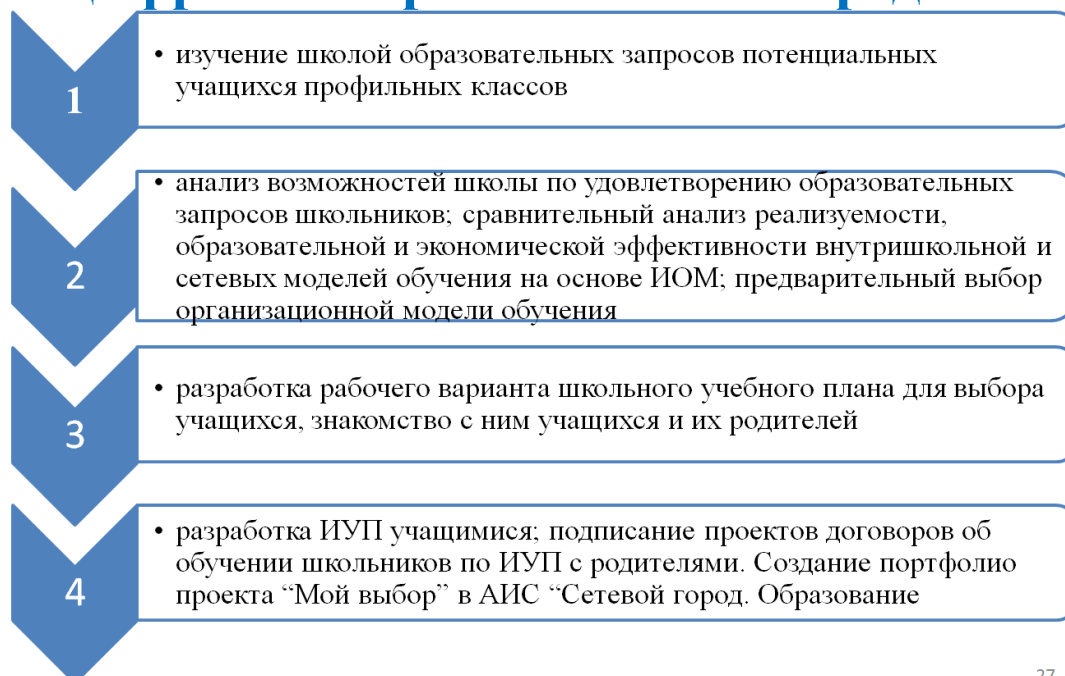 1
• изучение школой образовательных запросов потенциальных
учащихся профильных классов
2
• анализ возможностей школы по удовлетворению образовательных
запросов школьников; сравнительный анализ реализуемости,
образовательной и экономической эффективности внутришкольной и
сетевых моделей обучения на основе ИОМ; предварительный выбор
организационной модели обучения
3
• разработка рабочего варианта школьного учебного плана для выбора
учащихся, знакомство с ним учащихся и их родителей
4
• разработка ИУП учащимися; подписание проектов договоров об
обучении школьников по ИУП с родителями. Создание портфолио
проекта “Мой выбор” в АИС “Сетевой город. Образование
27